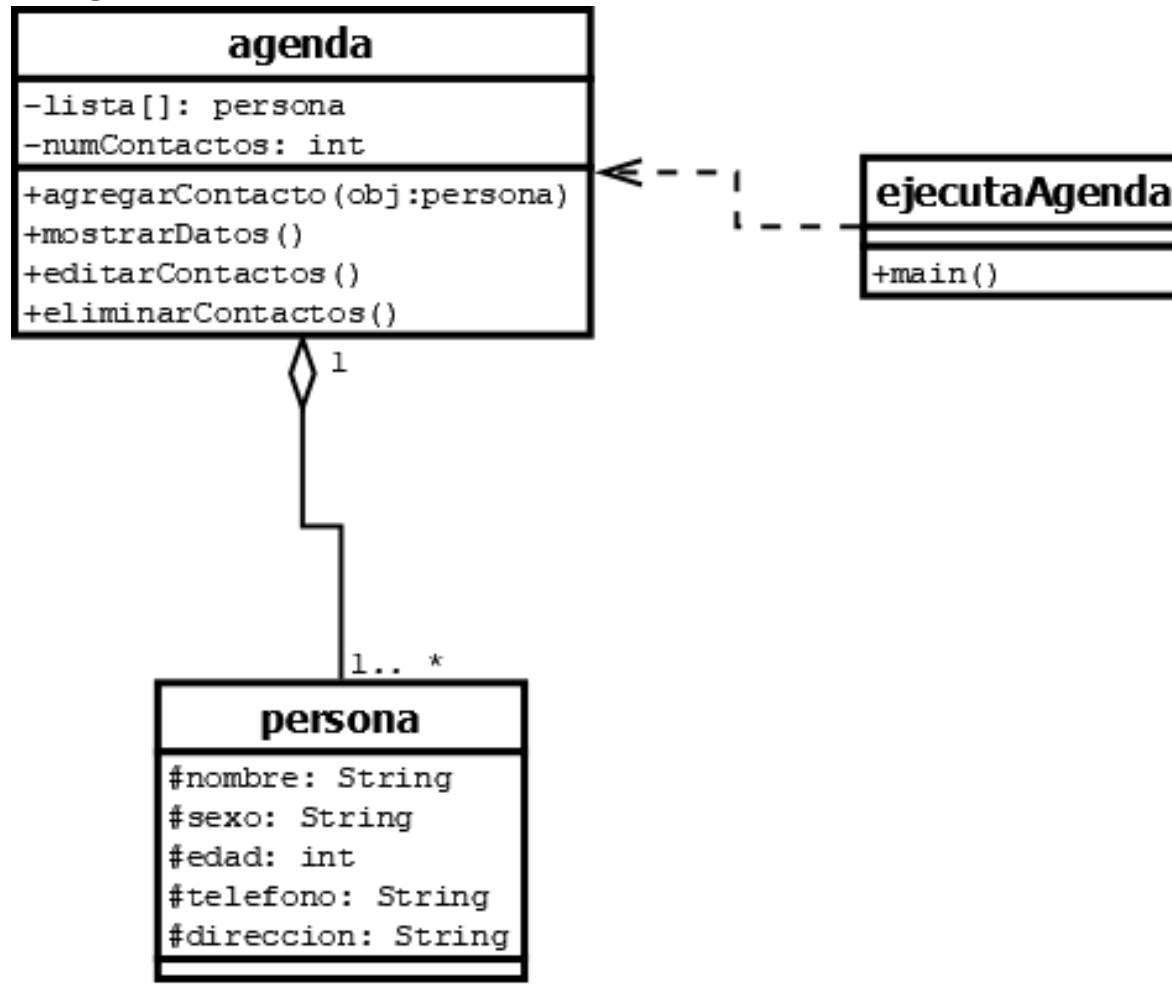 agenda
-lista[]: persona
-numContactos: int
+agregarContacto(obj:persona)
+mostrarDatos()
+editarContactos()
+eliminarContactos()
ejecutaAgenda
+main()
1
1.. *
persona
#nombre: String
#sexo: String
#edad: int
#telefono: String
#direccion: String